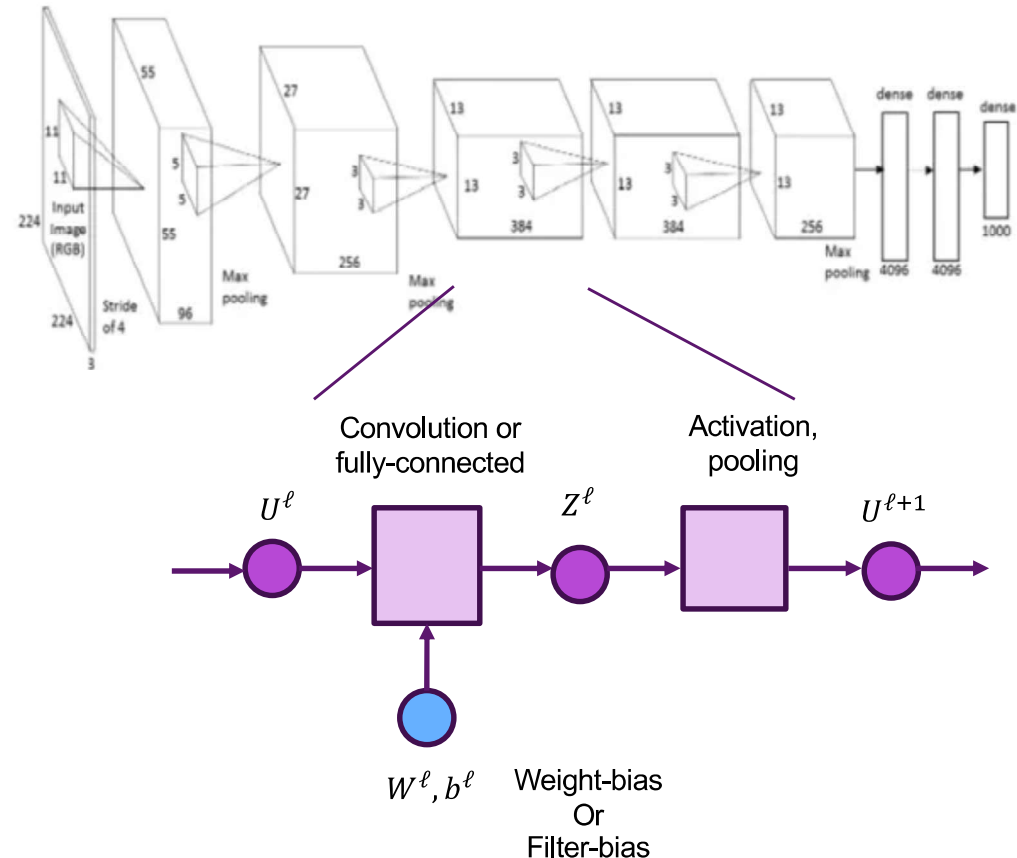 55
27
13
13
13
dense
dense
dense
11
11
5
5
27
3
3
13
3
3
13
3
3
13
224
Input
Image
(RGB)
55
384
384
256
1000
Max
pooling
256
Max
pooling
Max
pooling
4096
4096
224
Stride
of 4
96
3
Convolution or
fully-connected
Activation,
pooling
U^ℓ
Z^ℓ
U^{ℓ+1}
W^ℓ, b^ℓ
Weight-bias
Or
Filter-bias